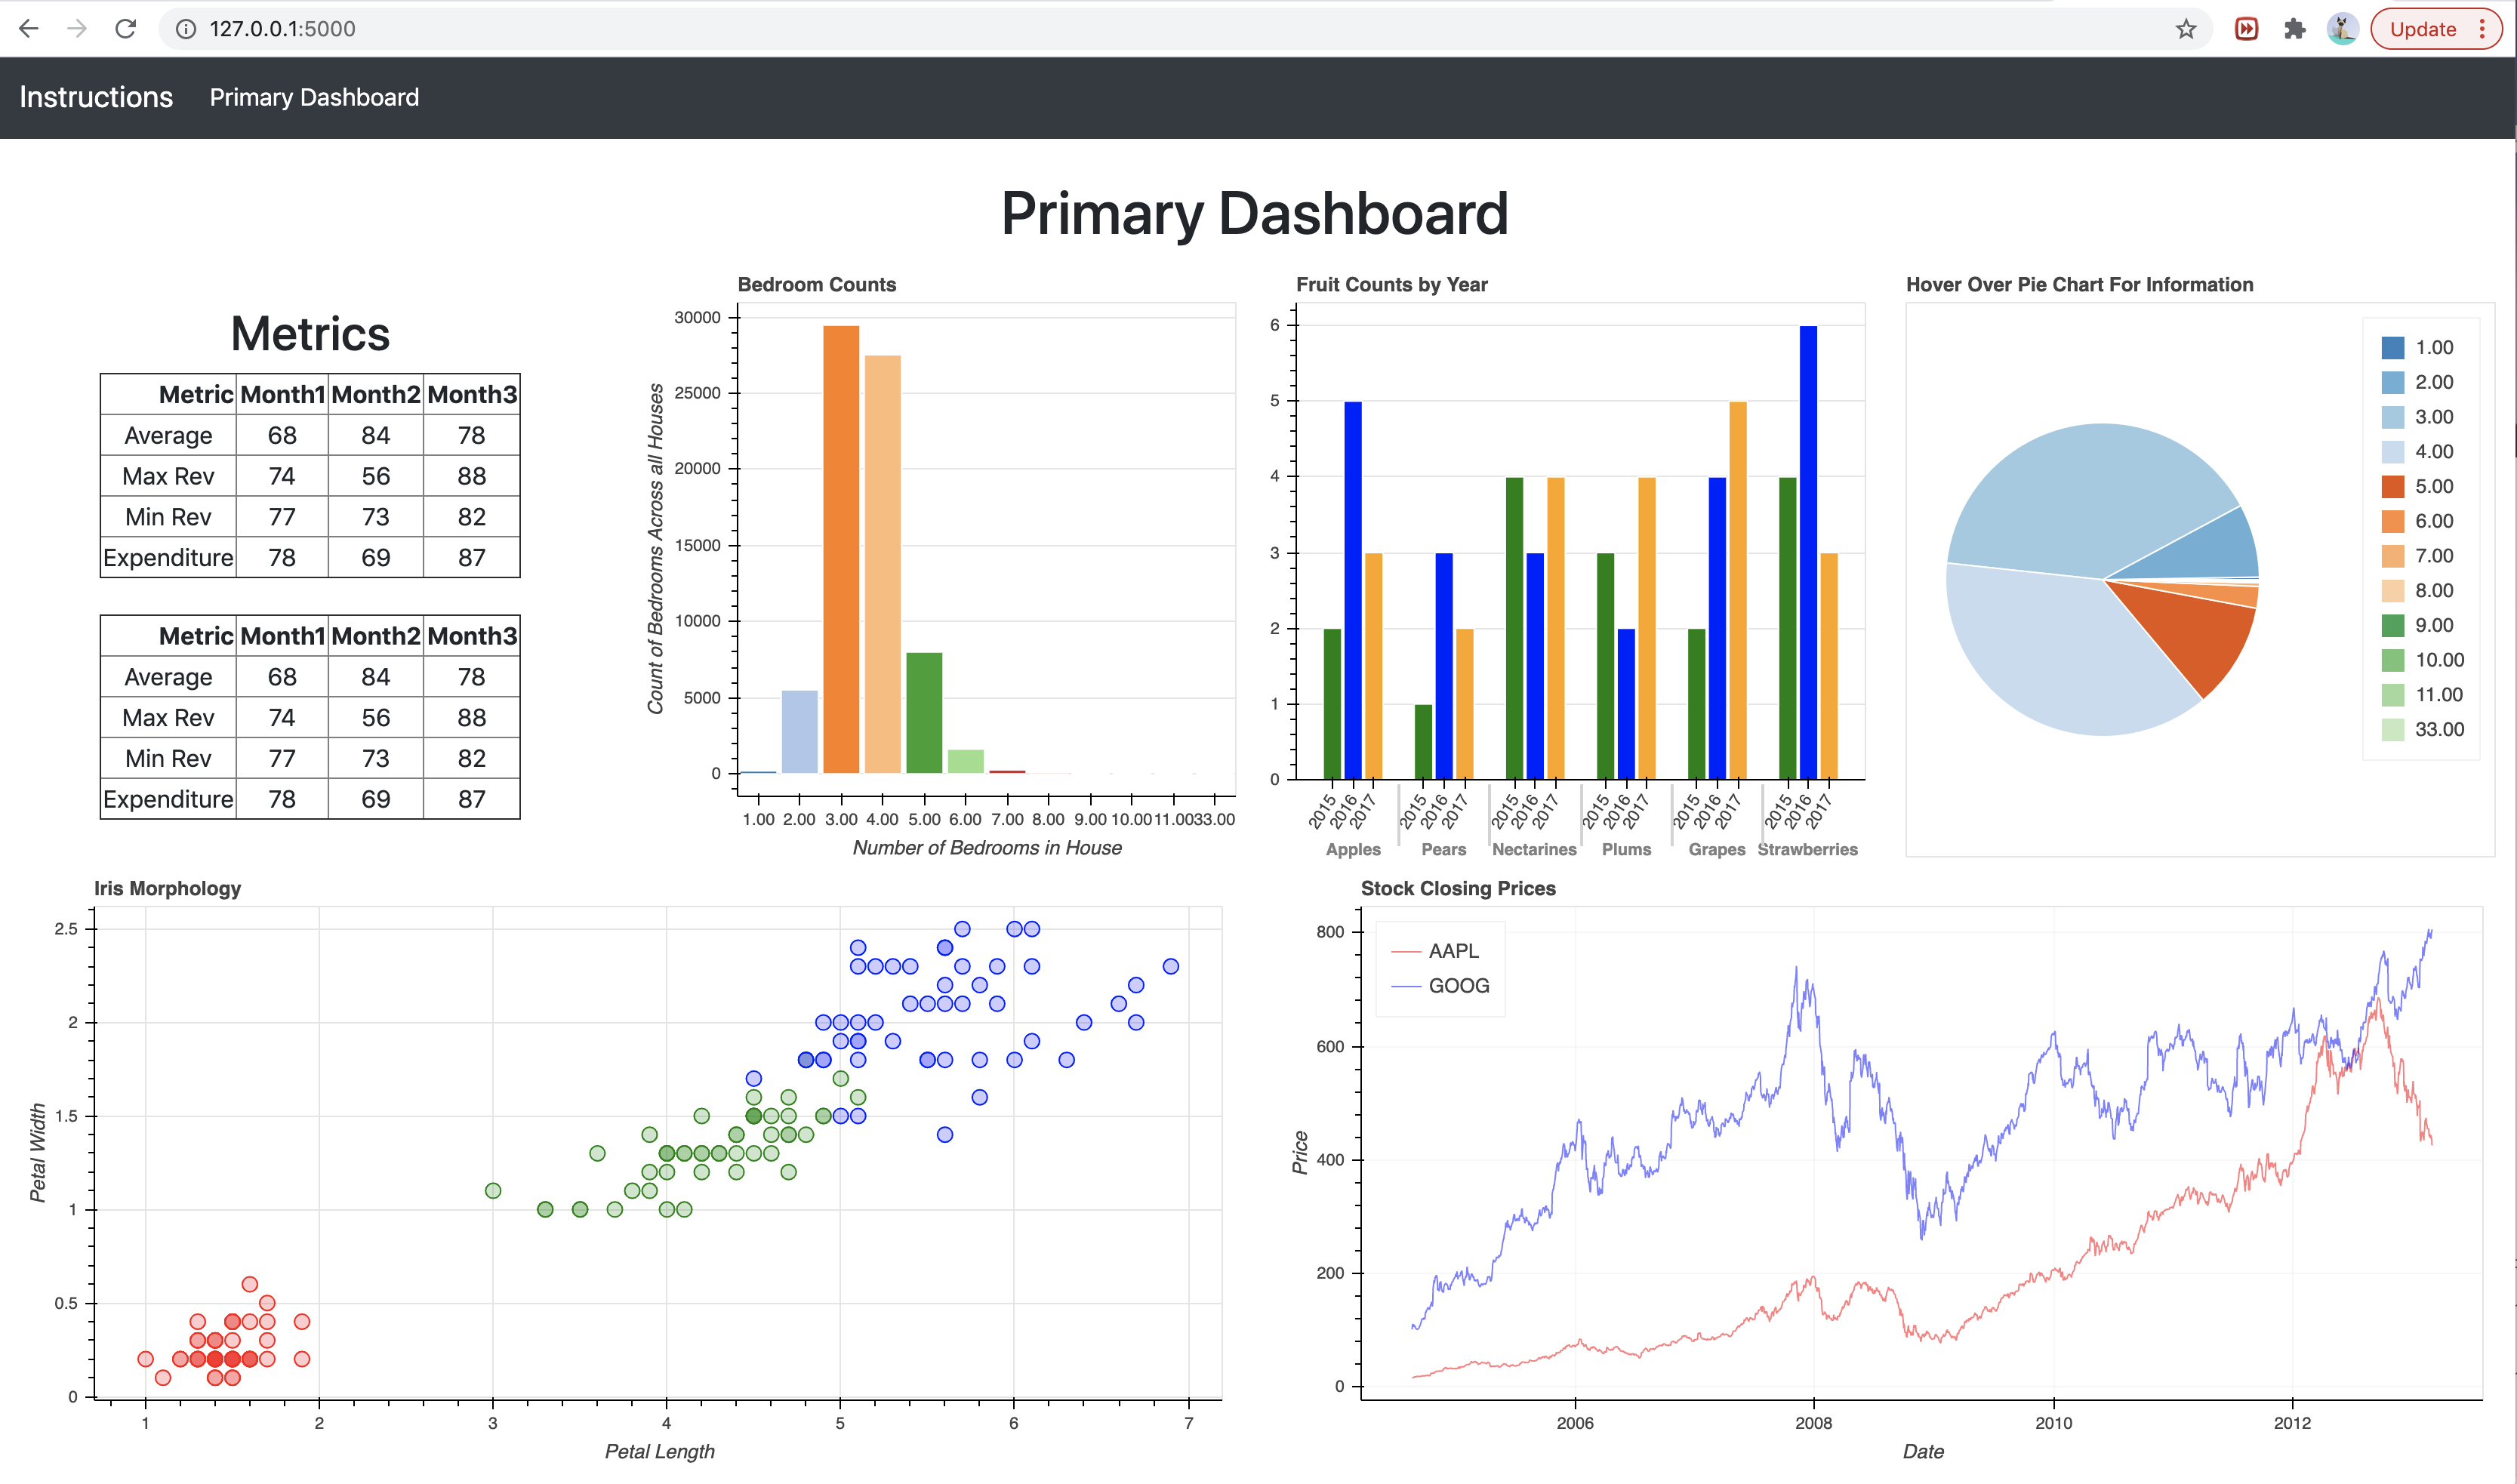 127.0.0.1:5000
Update
Instructions Primary Dashboard
Primary Dashboard
Metrics
Metric Month1 Month2 Month3
Average 68 84 78
Max Rev 74 56 88
Min Rev 77 73 82
Expenditure 78 69 87
Metric Month1 Month2 Month3
Average 68 84 78
Max Rev 74 56 88
Min Rev 77 73 82
Expenditure 78 69 87
Bedroom Counts
Count of Bedrooms Across all Houses
30000
25000
20000
15000
10000
5000
0
1.00 2.00 3.00 4.00 5.00 6.00 7.00 8.00 9.00 10.00 11.00 33.00
Number of Bedrooms in House
Fruit Counts by Year
6
5
4
3
2
1
0
2015 2016 2017 2015 2016 2017 2015 2016 2017 2015 2016 2017 2015 2016 2017 2015 2016 2017
Apples Pears Nectarines Plums Grapes Strawberries
Hover Over Pie Chart For Information
1.00
2.00
3.00
4.00
5.00
6.00
7.00
8.00
9.00
10.00
11.00
33.00
Iris Morphology
Petal Width
2.5
2
1.5
1
0.5
0
1 2 3 4 5 6 7
Petal Length
Stock Closing Prices
AAPL
GOOG
Price
800
600
400
200
0
2006 2008 2010 2012
Date